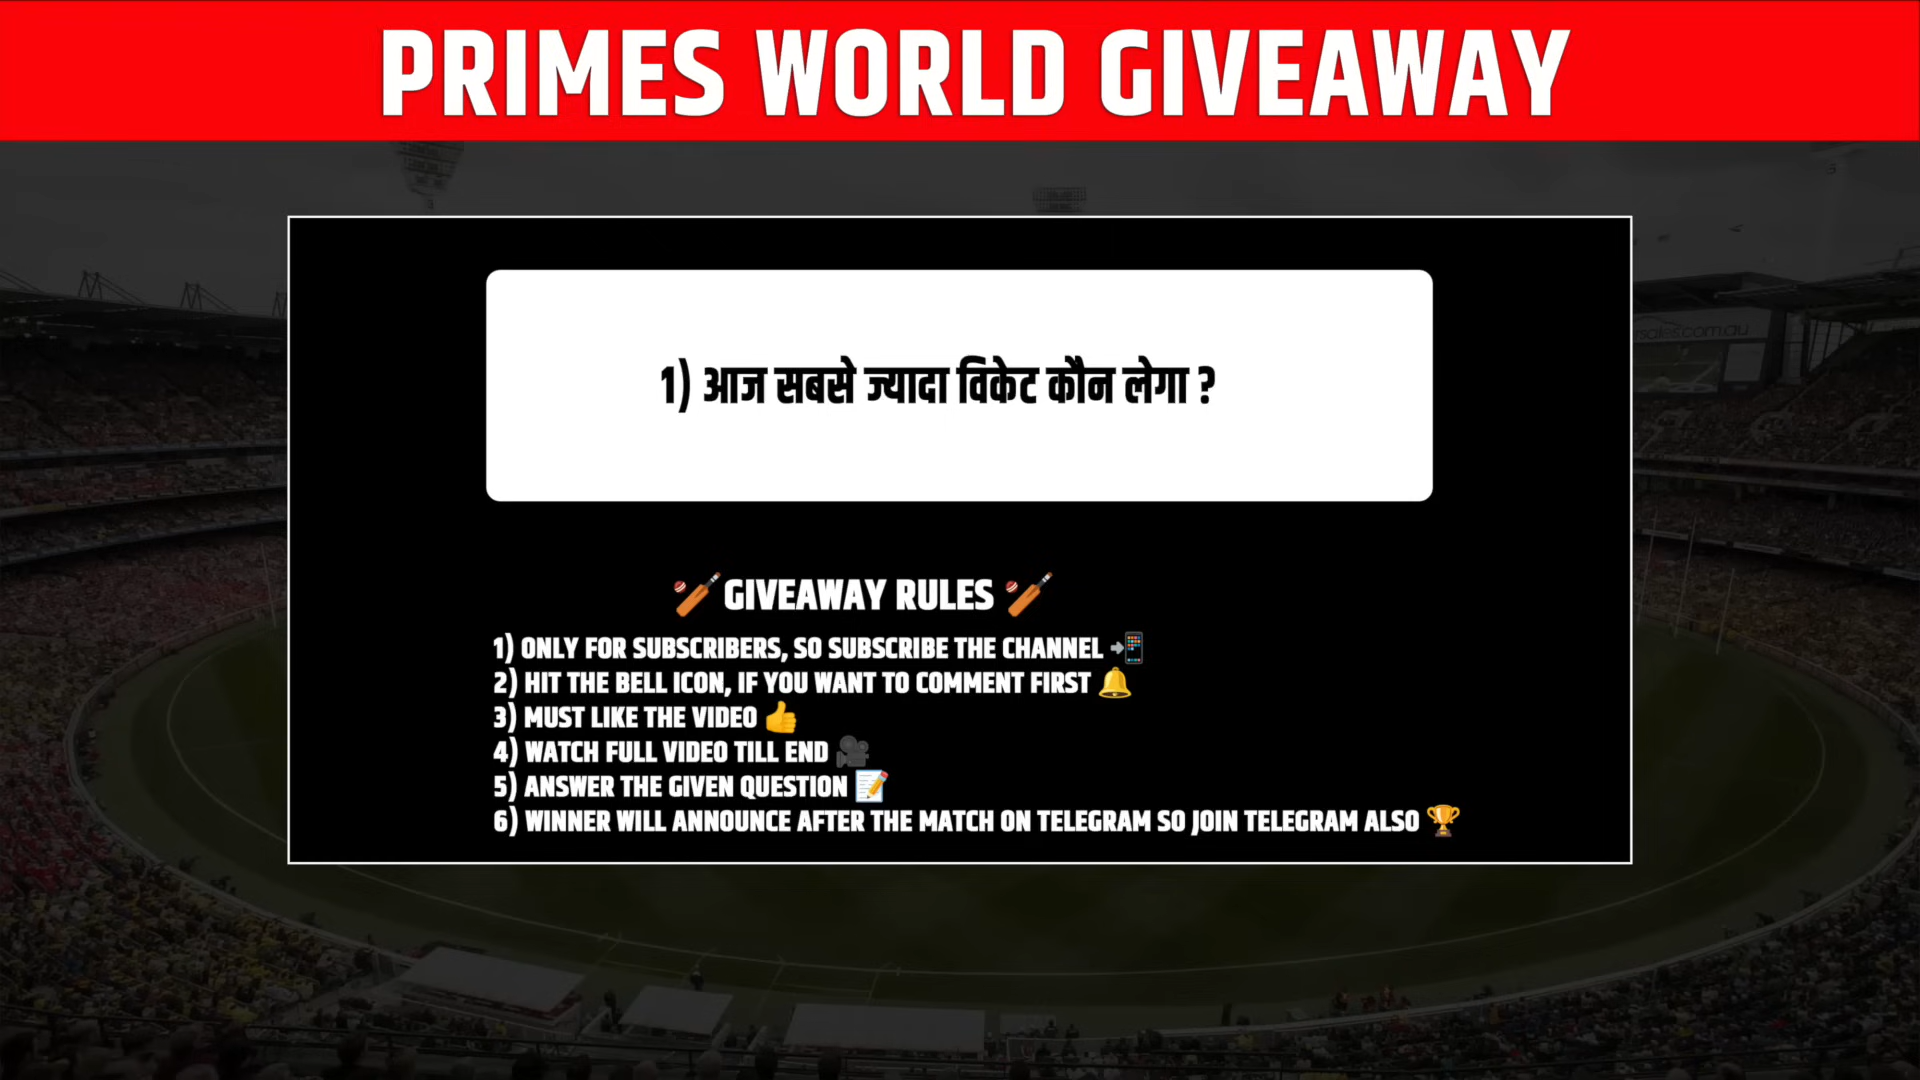 PRIMES WORLD GIVEAWAY
1) आज सबसे ज्यादा विकेट कौन लेगा ?
GIVEAWAY RULES
1) ONLY FOR SUBSCRIBERS, SO SUBSCRIBE THE CHANNEL
2) HIT THE BELL ICON, IF YOU WANT TO COMMENT FIRST
3) MUST LIKE THE VIDEO
4) WATCH FULL VIDEO TILL END
5) ANSWER THE GIVEN QUESTION
6) WINNER WILL ANNOUNCE AFTER THE MATCH ON TELEGRAM SO JOIN TELEGRAM ALSO